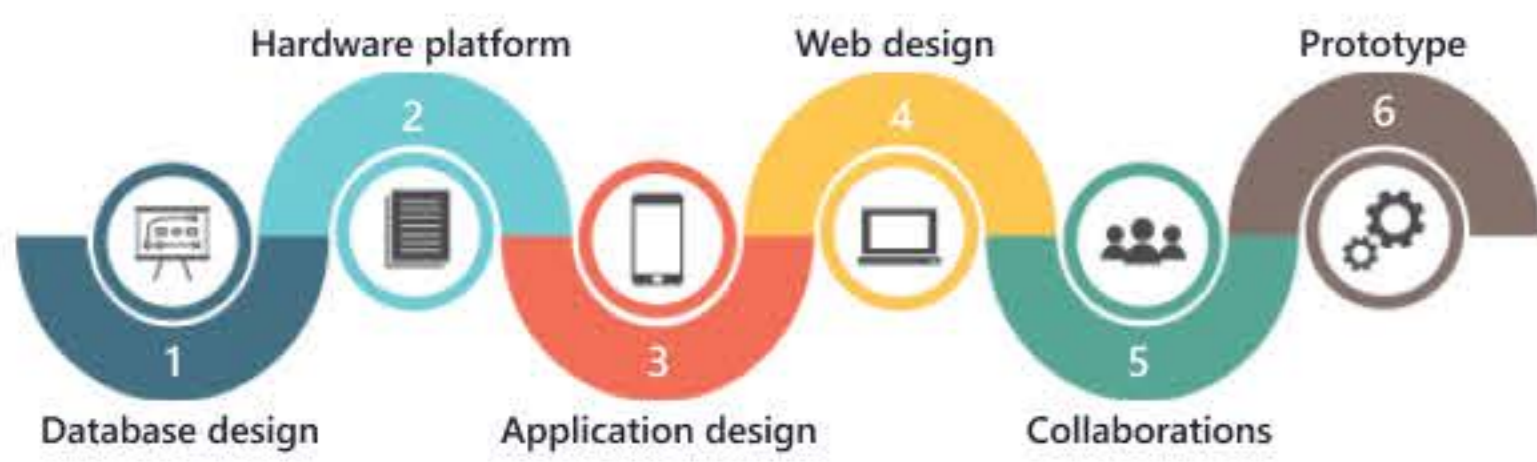 Hardware platform
Web design
Prototype
2
4
6
1
3
5
Database design
Application design
Collaborations